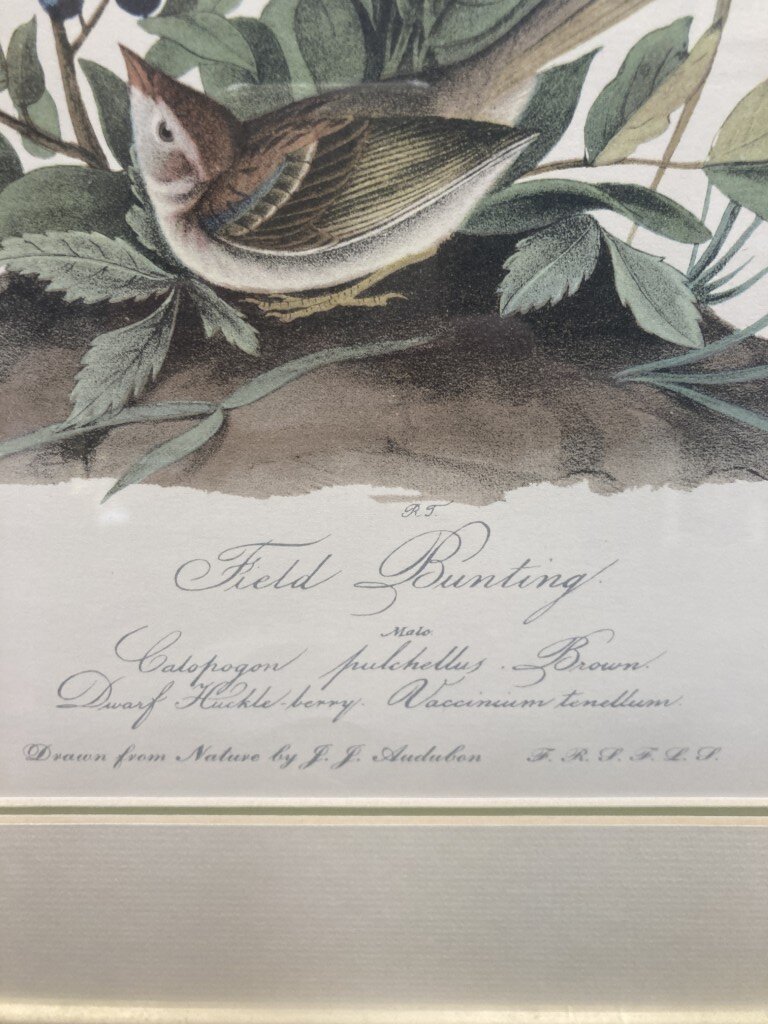 R.T.
Field Bunting.
Male.
Calopogon pulchellus. Brown.
Dwarf Huckle-berry. Vaccinium tenellum.
Drawn from Nature by J. J. Audubon F. R. S. F. L. S.